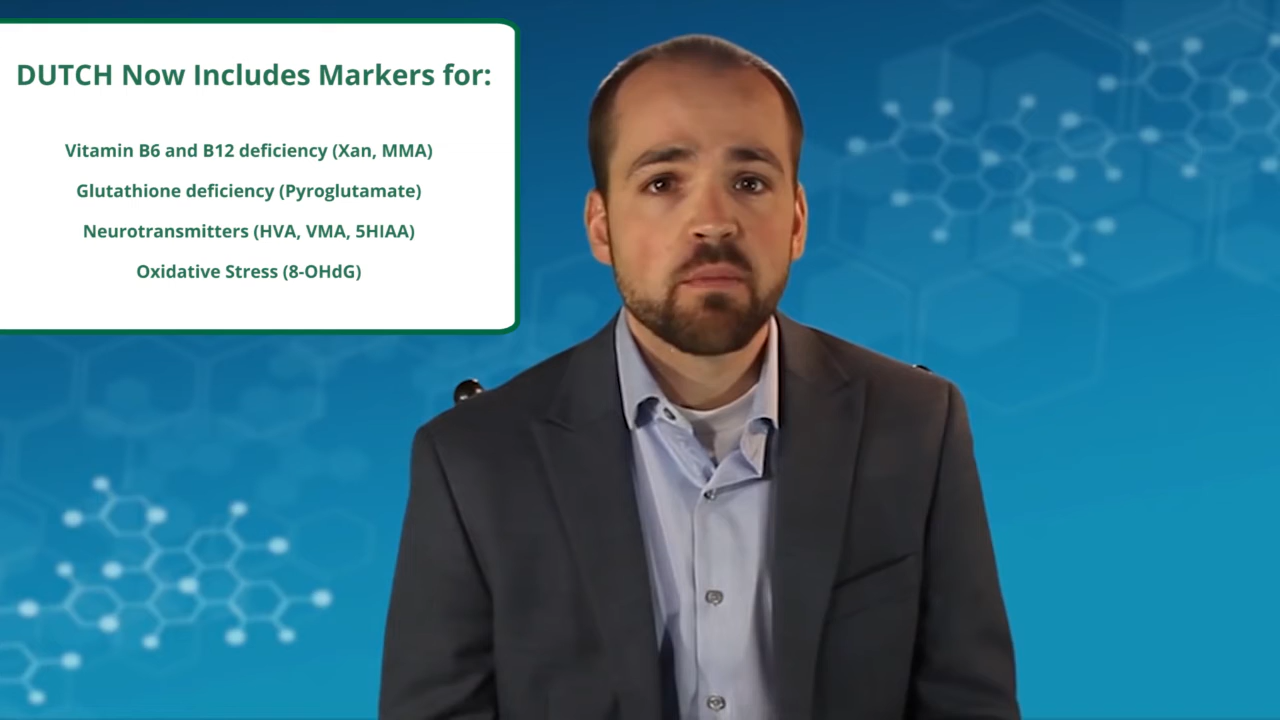 DUTCH Now Includes Markers for:
Vitamin B6 and B12 deficiency (Xan, MMA)
Glutathione deficiency (Pyroglutamate)
Neurotransmitters (HVA, VMA, 5HIAA)
Oxidative Stress (8-OHdG)